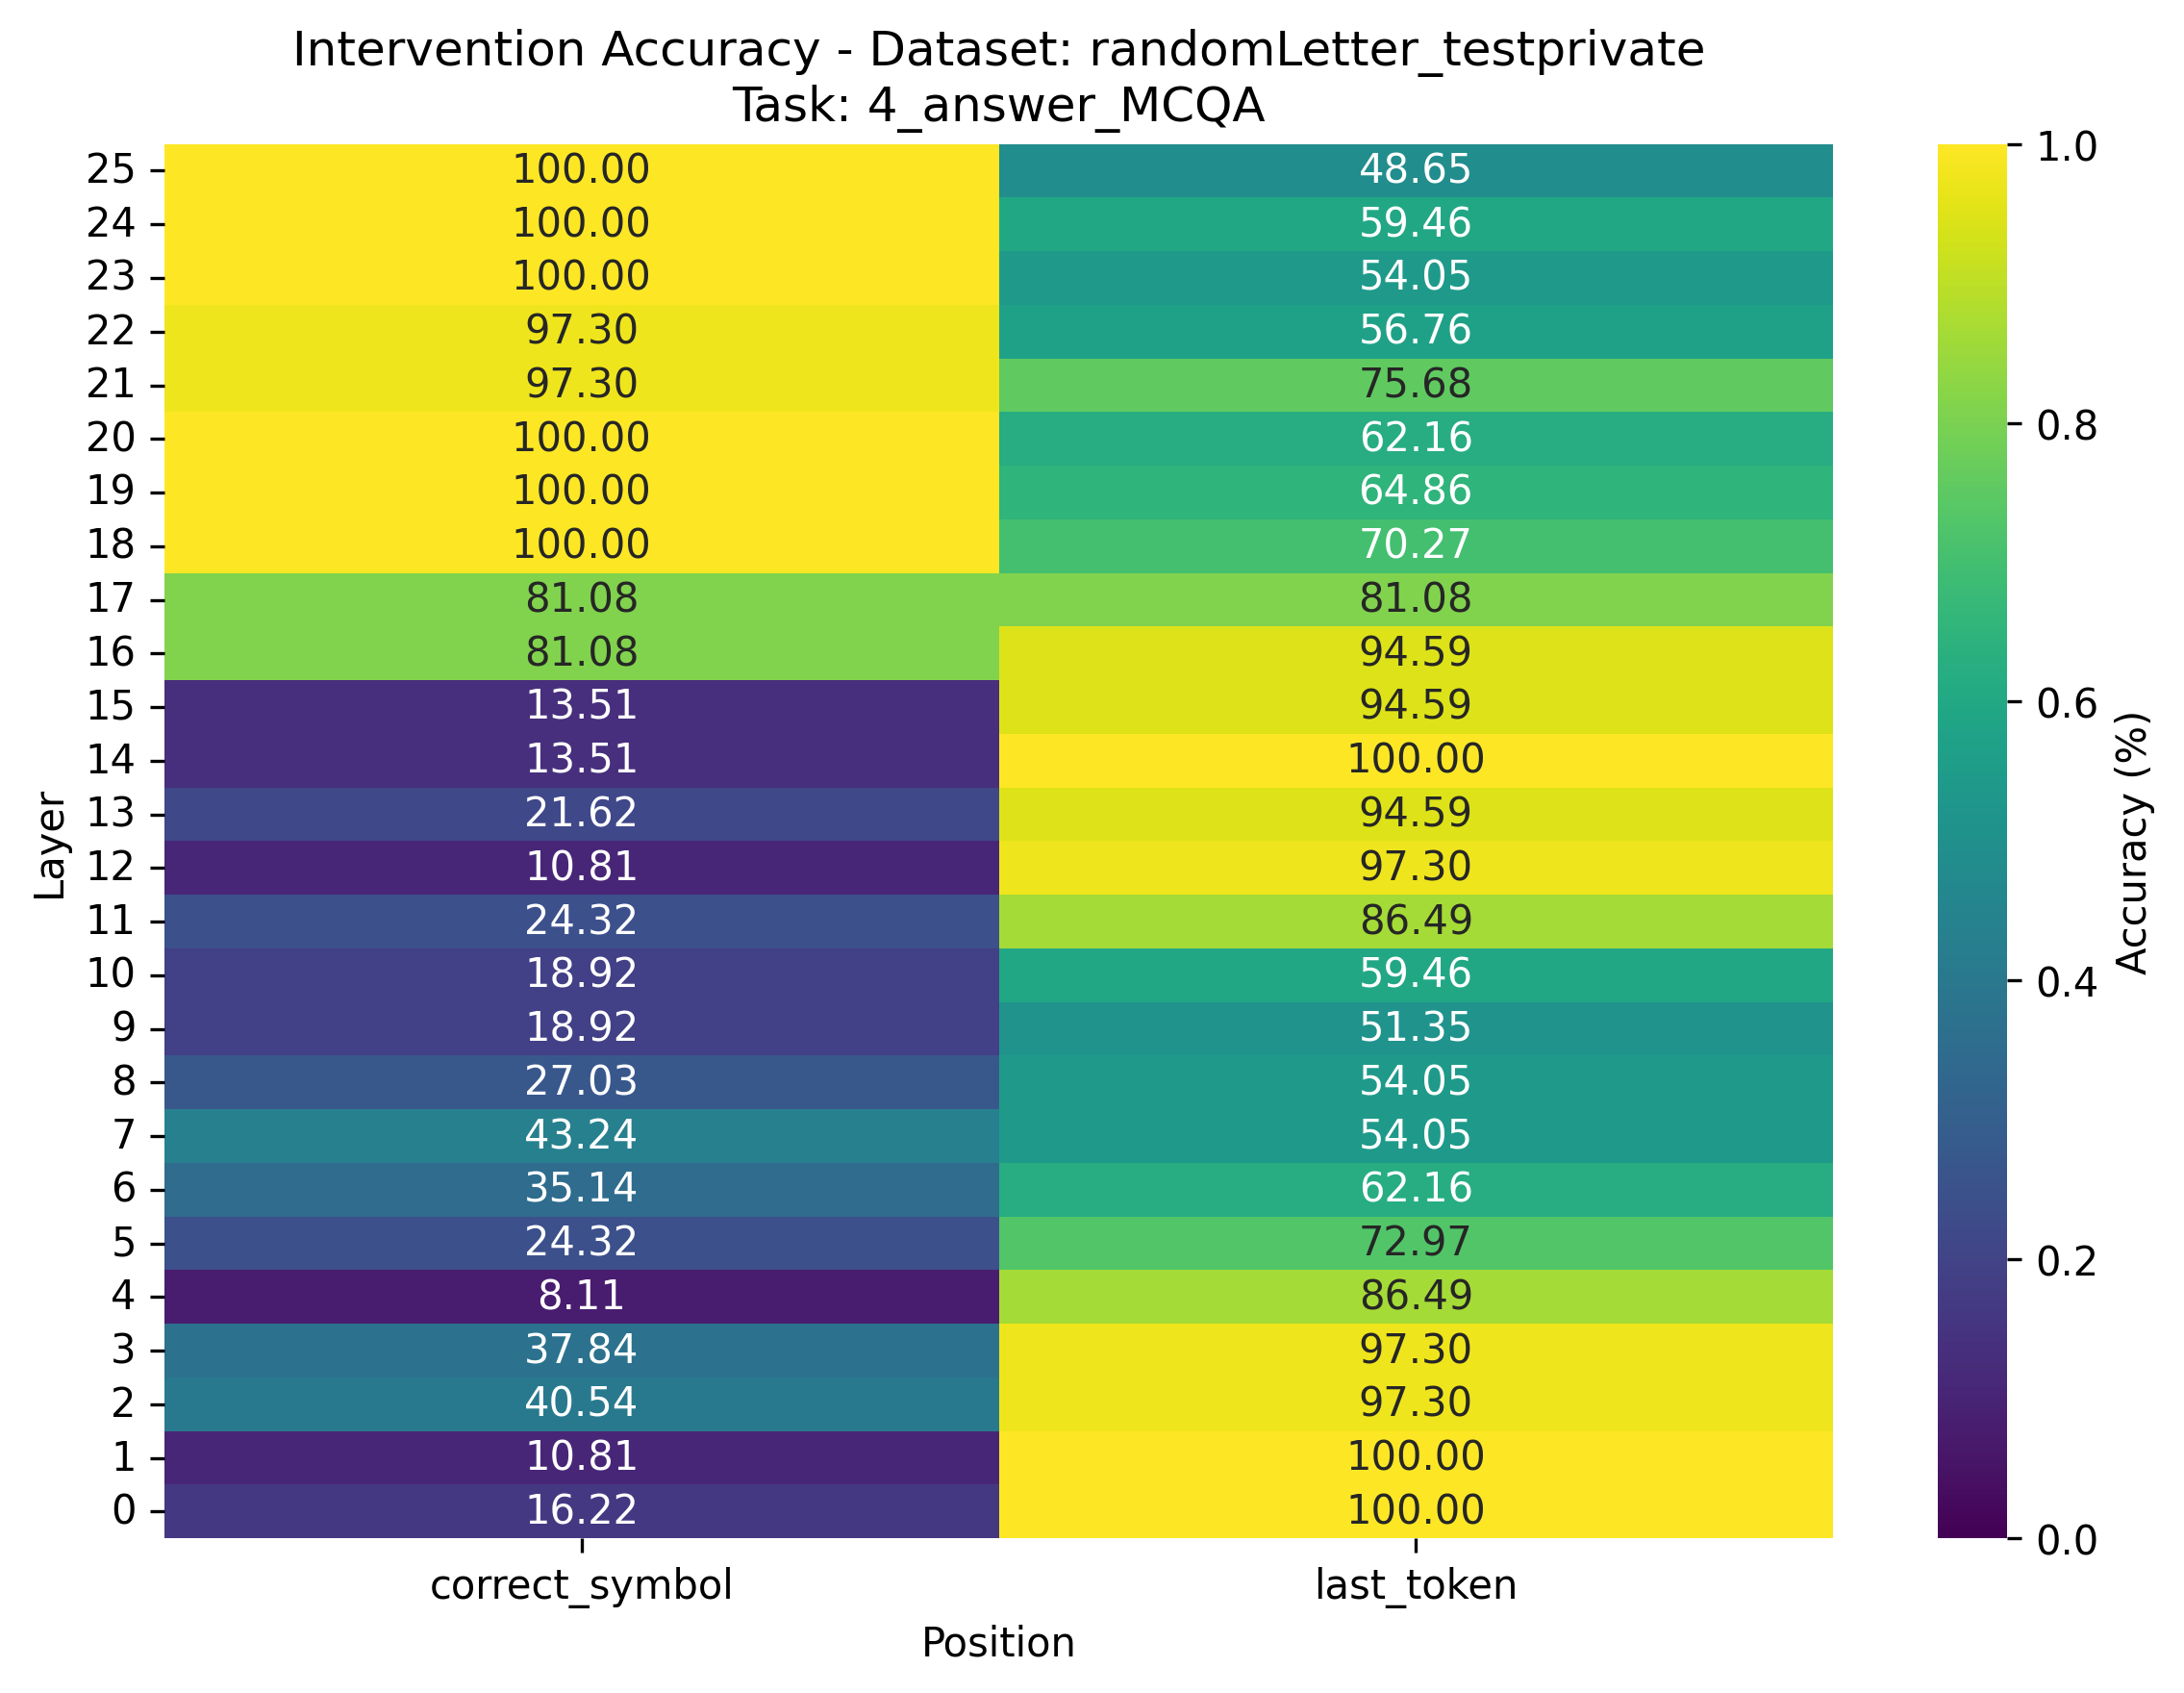 Intervention Accuracy - Dataset: randomLetter_testprivate
Task: 4_answer_MCQA
25 100.00 48.65
24 100.00 59.46
23 100.00 54.05
22 97.30 56.76
21 97.30 75.68
20 100.00 62.16
19 100.00 64.86
18 100.00 70.27
17 81.08 81.08
16 81.08 94.59
15 13.51 94.59
14 13.51 100.00
13 21.62 94.59
12 10.81 97.30
11 24.32 86.49
10 18.92 59.46
9 18.92 51.35
8 27.03 54.05
7 43.24 54.05
6 35.14 62.16
5 24.32 72.97
4 8.11 86.49
3 37.84 97.30
2 40.54 97.30
1 10.81 100.00
0 16.22 100.00
correct_symbol last_token
Position
Layer
1.0
0.8
0.6
0.4
0.2
0.0
Accuracy (%)